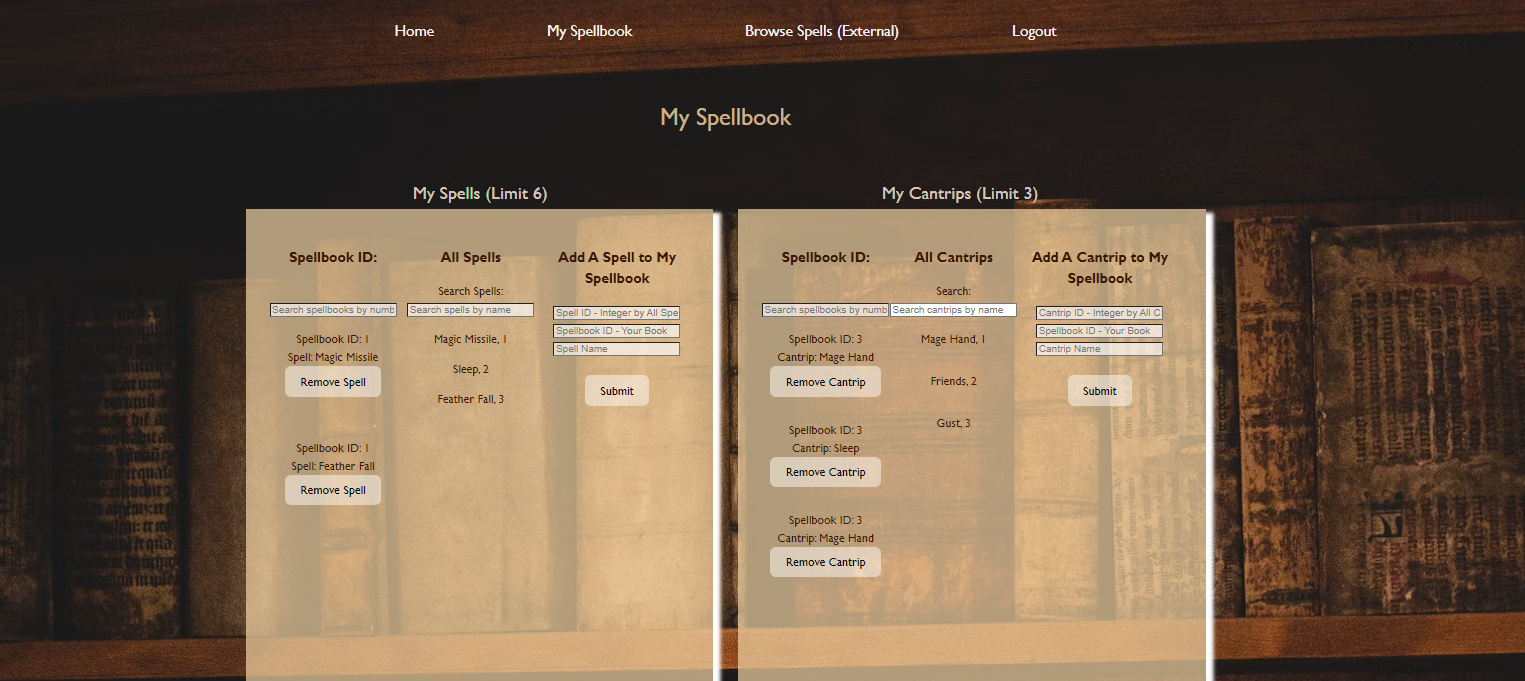 Home My Spellbook Browse Spells (External) Logout
My Spellbook
My Spells (Limit 6)
Spellbook ID:
Search spellbooks by numb
Spellbook ID: 1
Spell: Magic Missile
Remove Spell
Spellbook ID: 1
Spell: Feather Fall
Remove Spell
All Spells
Search Spells:
Search spells by name
Magic Missile, 1
Sleep, 2
Feather Fall, 3
Add A Spell to My
Spellbook
Spell ID - Integer by All Spe
Spellbook ID - Your Book
Spell Name
Submit
My Cantrips (Limit 3)
Spellbook ID:
Search spellbooks by numb
Spellbook ID: 3
Cantrip: Mage Hand
Remove Cantrip
Spellbook ID: 3
Cantrip: Sleep
Remove Cantrip
Spellbook ID: 3
Cantrip: Mage Hand
Remove Cantrip
All Cantrips
Search:
Search cantrips by name
Mage Hand, 1
Friends, 2
Gust, 3
Add A Cantrip to My
Spellbook
Cantrip ID - Integer by All C
Spellbook ID - Your Book
Cantrip Name
Submit